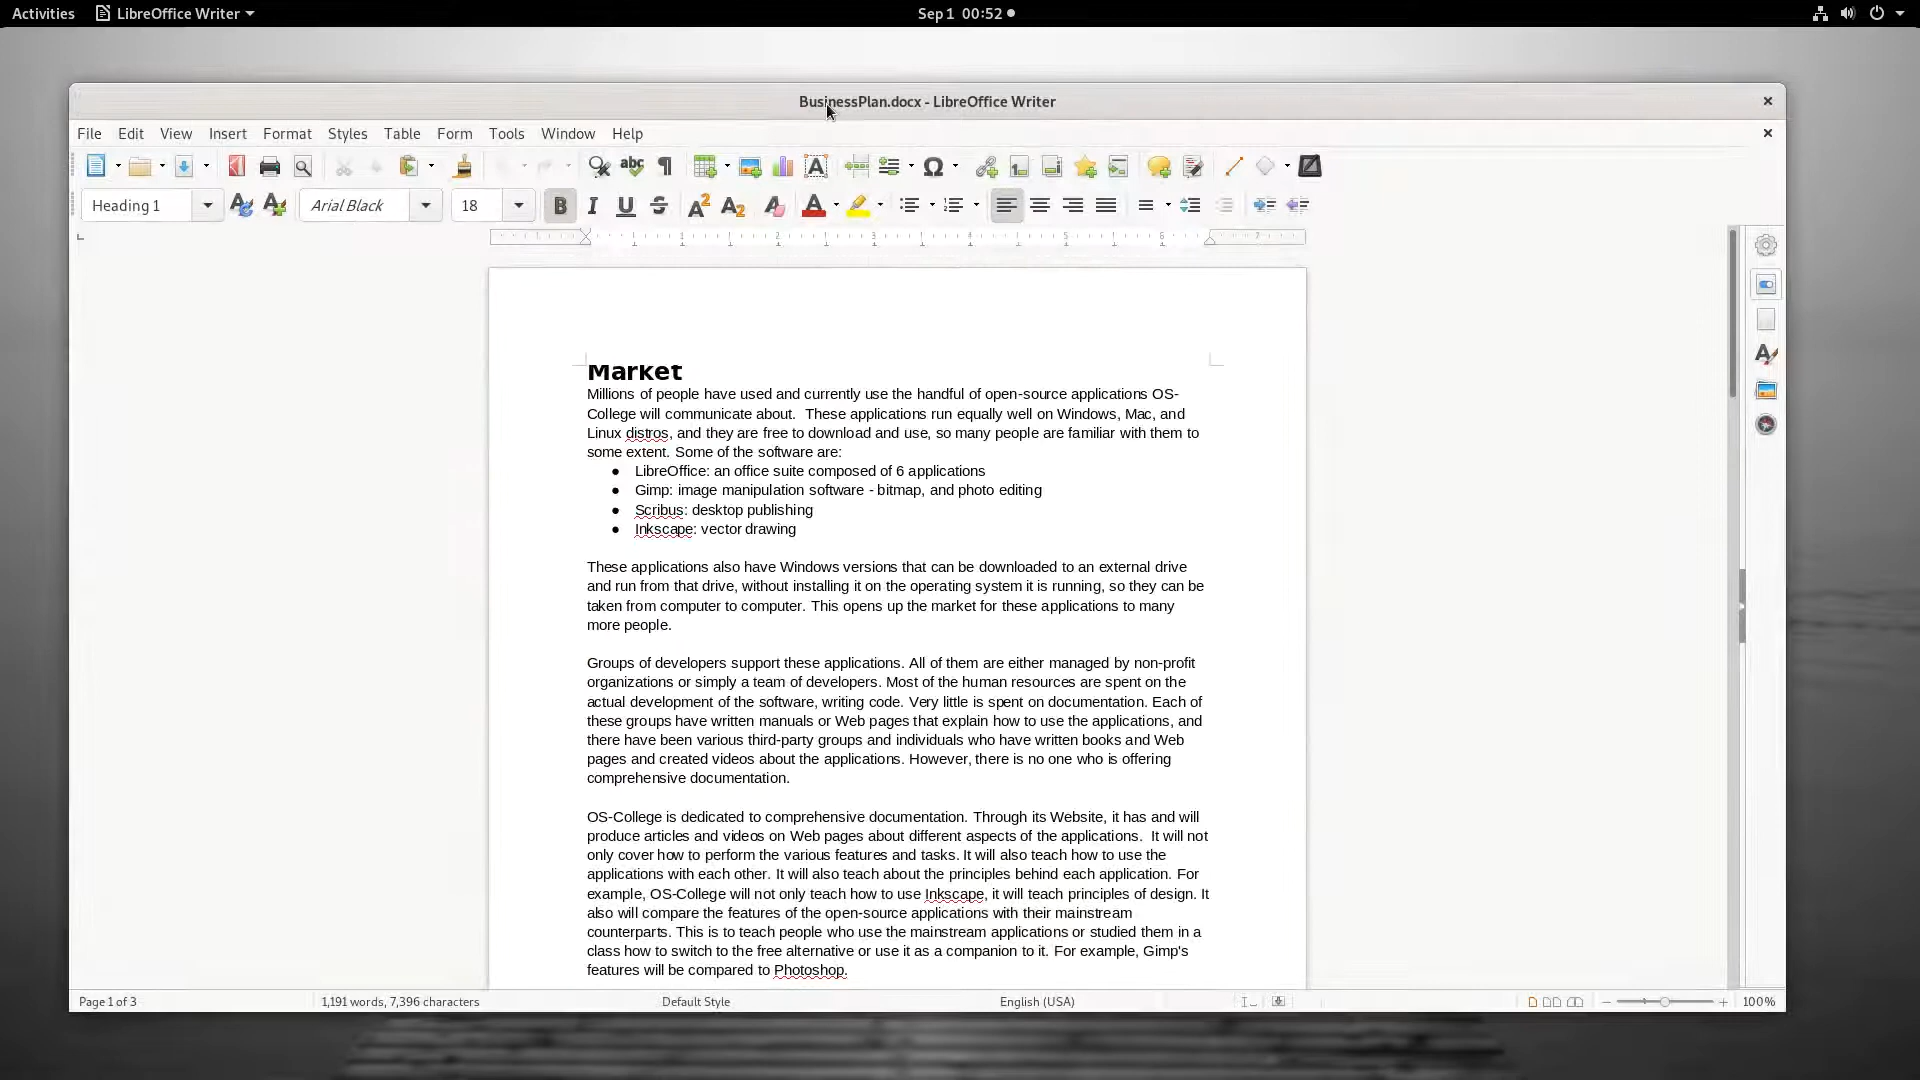 Activities LibreOffice Writer Sep 1 00:52
BusinessPlan.docx - LibreOffice Writer
File Edit View Insert Format Styles Table Form Tools Window Help
Heading 1 Arial Black 18
1 1 2 3 4 5 6 7
Market
Millions of people have used and currently use the handful of open-source applications OS-
College will communicate about. These applications run equally well on Windows, Mac, and
Linux distros, and they are free to download and use, so many people are familiar with them to
some extent. Some of the software are:
● LibreOffice: an office suite composed of 6 applications
● Gimp: image manipulation software - bitmap, and photo editing
● Scribus: desktop publishing
● Inkscape: vector drawing
These applications also have Windows versions that can be downloaded to an external drive
and run from that drive, without installing it on the operating system it is running, so they can be
taken from computer to computer. This opens up the market for these applications to many
more people.
Groups of developers support these applications. All of them are either managed by non-profit
organizations or simply a team of developers. Most of the human resources are spent on the
actual development of the software, writing code. Very little is spent on documentation. Each of
these groups have written manuals or Web pages that explain how to use the applications, and
there have been various third-party groups and individuals who have written books and Web
pages and created videos about the applications. However, there is no one who is offering
comprehensive documentation.
OS-College is dedicated to comprehensive documentation. Through its Website, it has and will
produce articles and videos on Web pages about different aspects of the applications. It will not
only cover how to perform the various features and tasks. It will also teach how to use the
applications with each other. It will also teach about the principles behind each application. For
example, OS-College will not only teach how to use Inkscape, it will teach principles of design. It
also will compare the features of the open-source applications with their mainstream
counterparts. This is to teach people who use the mainstream applications or studied them in a
class how to switch to the free alternative or use it as a companion to it. For example, Gimp's
features will be compared to Photoshop.
Page 1 of 3 1,191 words, 7,396 characters Default Style English (USA) 100%